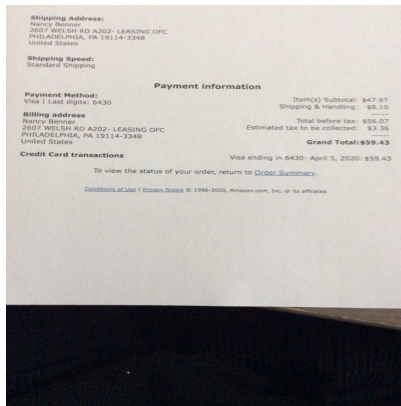 Shipping Address:
Nancy Benner
2607 WELSH RD A202- LEASING OFC
PHILADELPHIA, PA 19114-3348
United States
Shipping Speed:
Standard Shipping
Payment information
Payment Method:
Visa | Last digits: 6430
Item(s) Subtotal: $47.97
Shipping & Handling: $8.10
-----
Billing address
Nancy Benner
2607 WELSH RD A202- LEASING OFC
PHILADELPHIA, PA 19114-3348
United States
Total before tax: $56.07
Estimated tax to be collected: $3.36
-----
Grand Total: $59.43
Credit Card transactions
Visa ending in 6430: April 5, 2020: $59.43
To view the status of your order, return to Order Summary.
Conditions of Use | Privacy Notice © 1996-2020, Amazon.com, Inc. or its affiliates